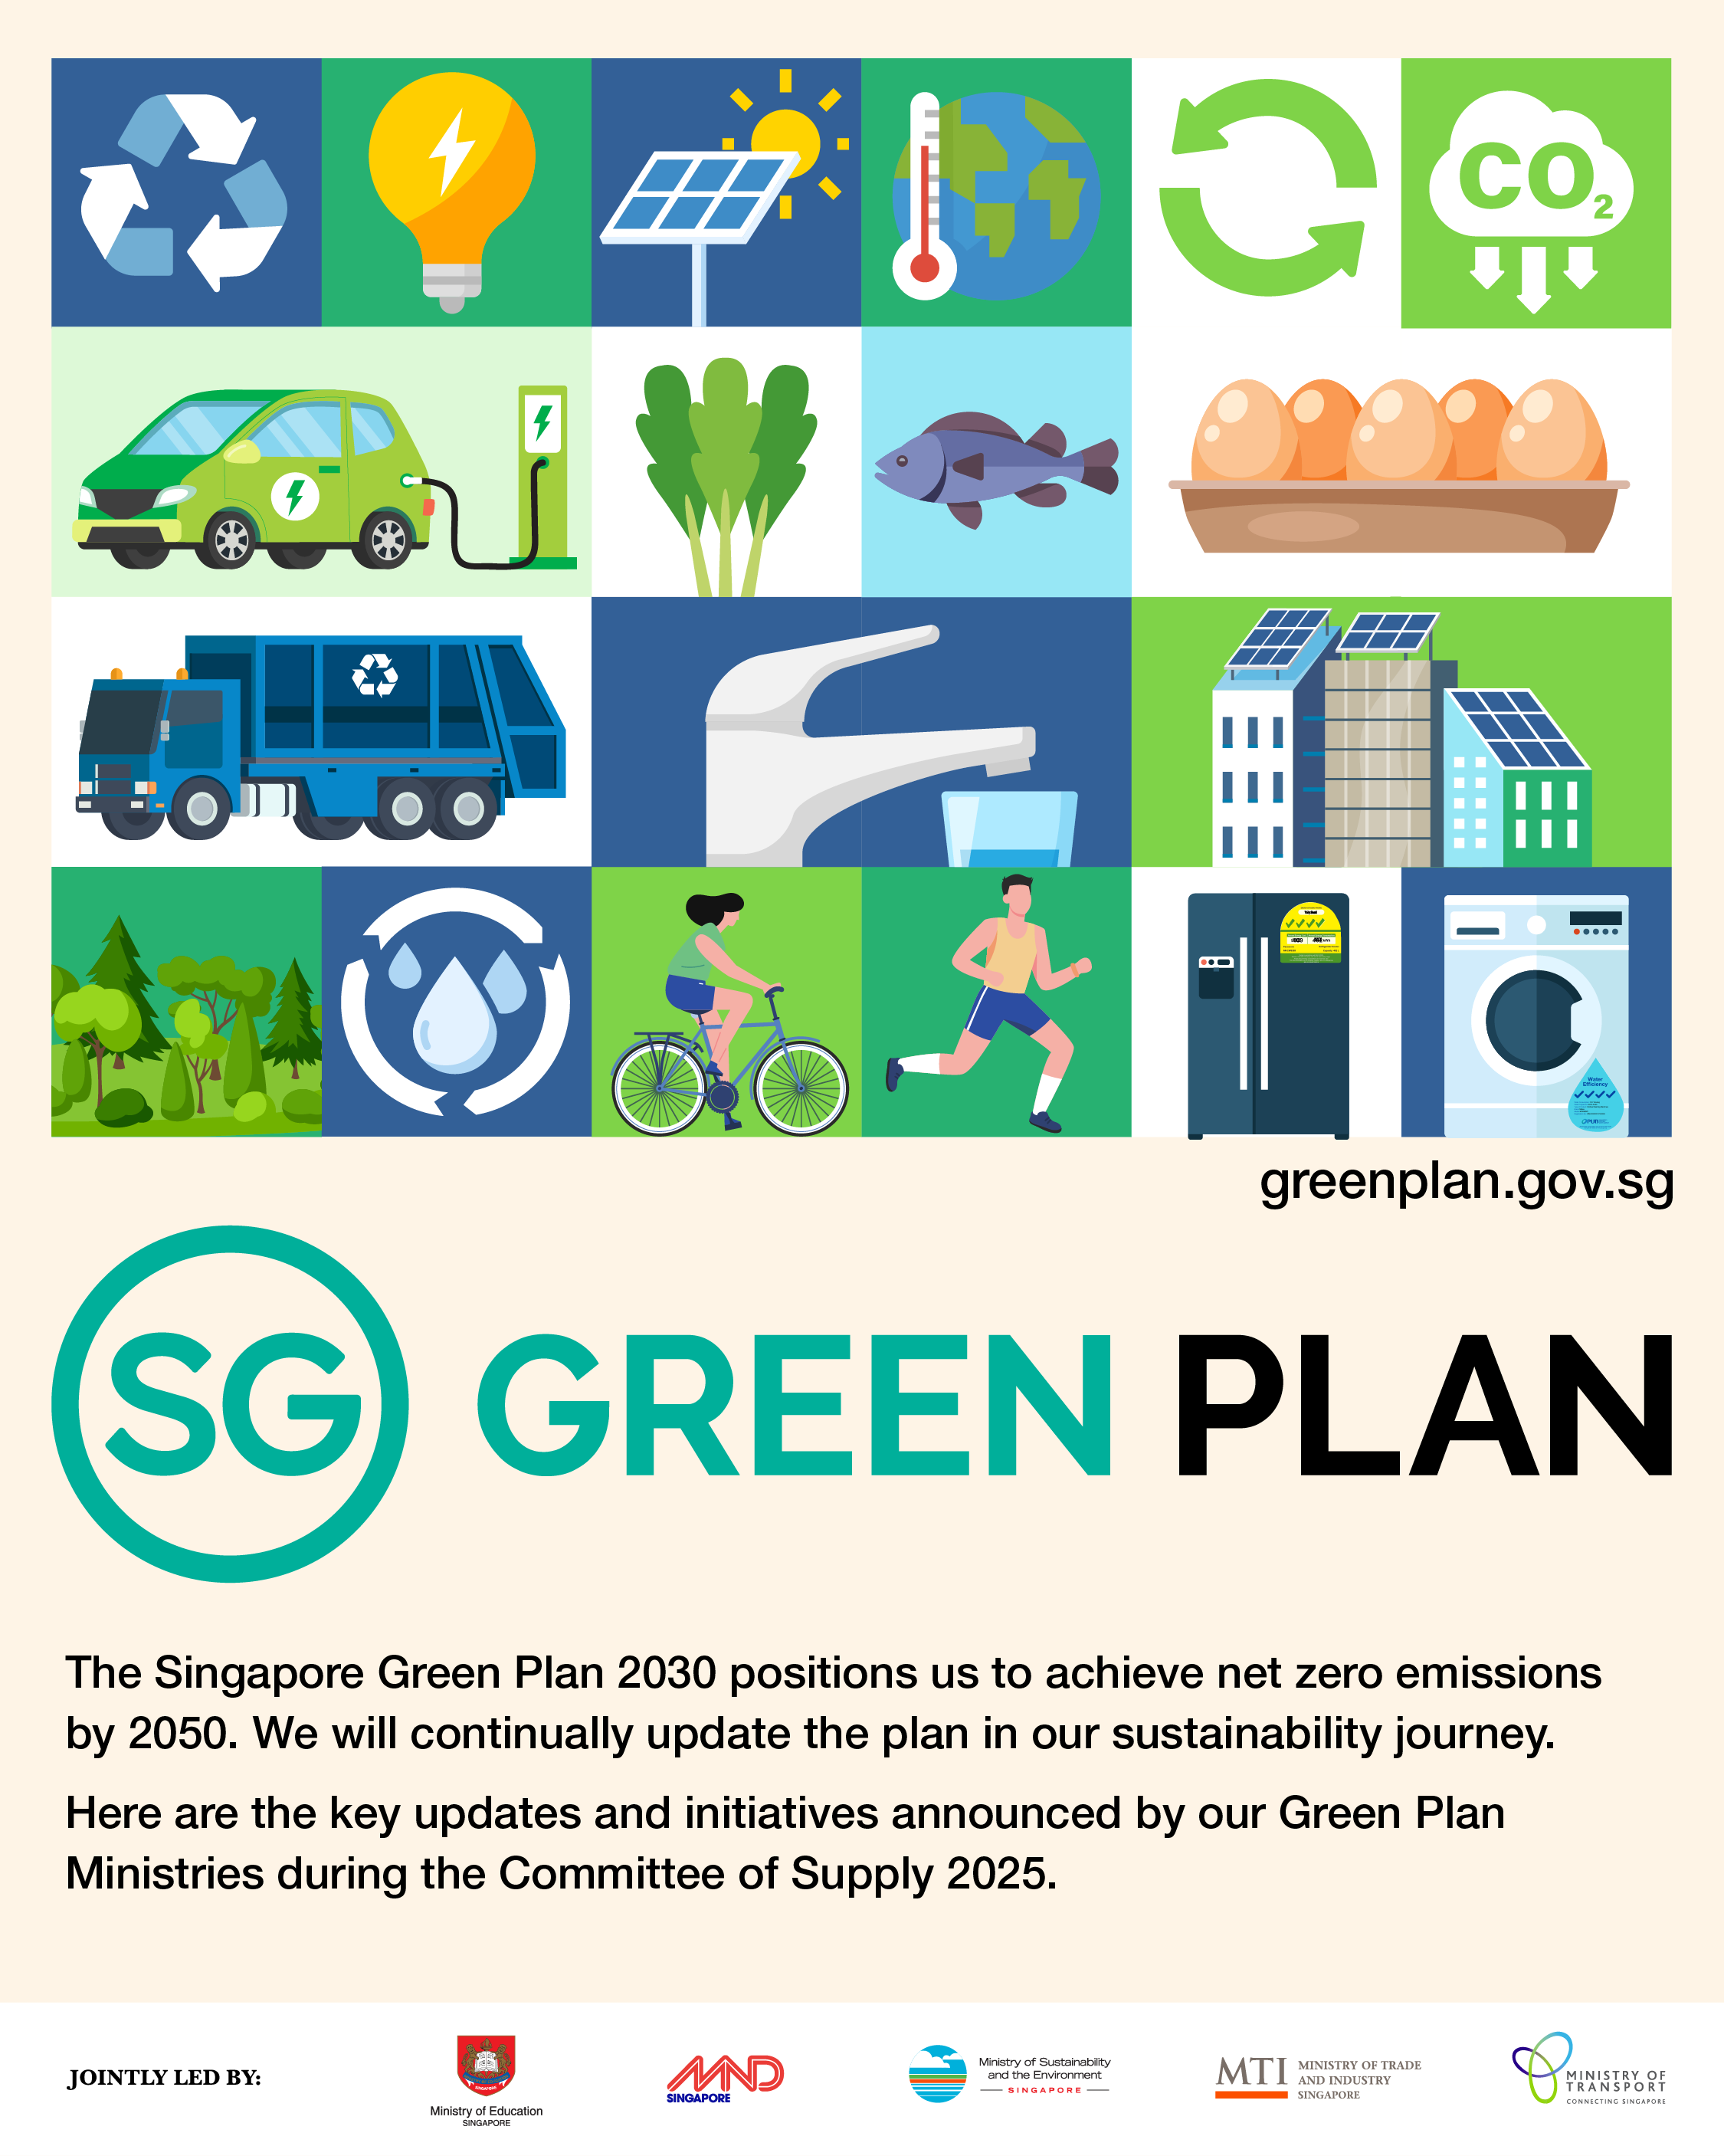 CO2
Water
Efficiency
greenplan.gov.sg
SG GREEN PLAN
The Singapore Green Plan 2030 positions us to achieve net zero emissions
by 2050. We will continually update the plan in our sustainability journey.
Here are the key updates and initiatives announced by our Green Plan
Ministries during the Committee of Supply 2025.
JOINTLY LED BY:
Ministry of Education
SINGAPORE
MND
SINGAPORE
Ministry of Sustainability
and the Environment
SINGAPORE
MTI
MINISTRY OF TRADE
AND INDUSTRY
SINGAPORE
MINISTRY OF
TRANSPORT
CONNECTING SINGAPORE